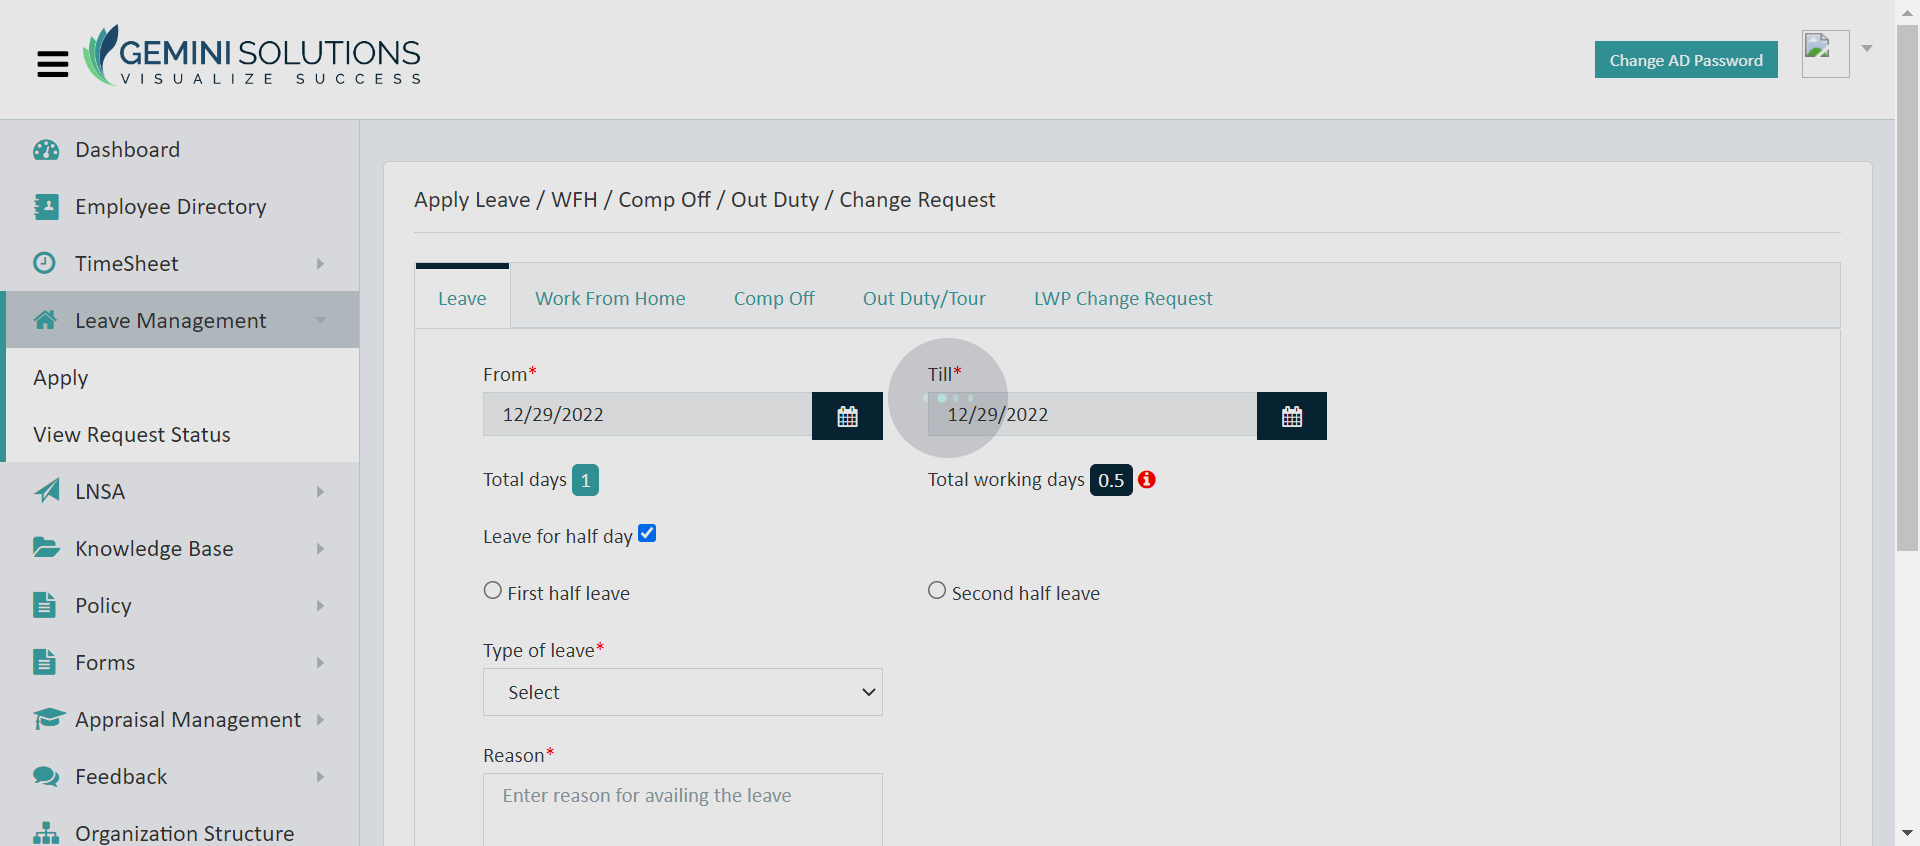 GEMINI SOLUTIONS
VISUALIZE SUCCESS
Change AD Password
Dashboard
Employee Directory
TimeSheet
Leave Management
Apply
View Request Status
LNSA
Knowledge Base
Policy
Forms
Appraisal Management
Feedback
Organization Structure
Apply Leave / WFH / Comp Off / Out Duty / Change Request
Leave Work From Home Comp Off Out Duty/Tour LWP Change Request
From* Till*
12/29/2022 12/29/2022
Total days 1 Total working days 0.5
Leave for half day
First half leave Second half leave
Type of leave*
Select
Reason*
Enter reason for availing the leave